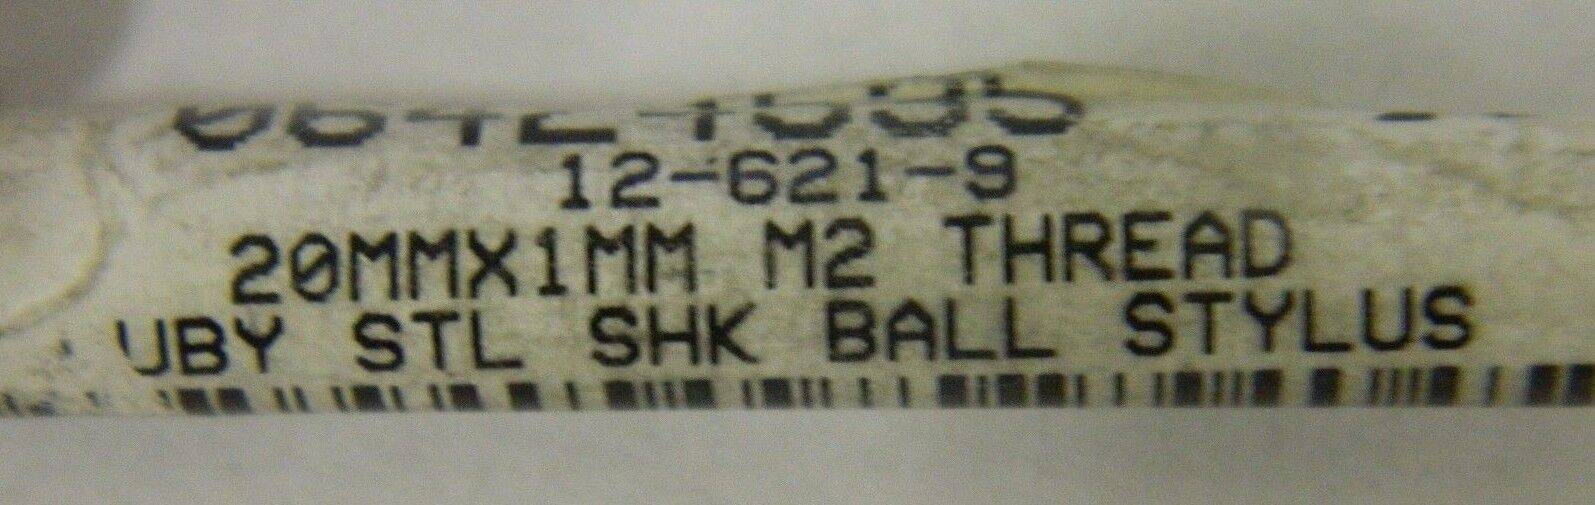 12-621-9
20MMX1MM M2 THREAD
UBY STL SHK BALL STYLUS